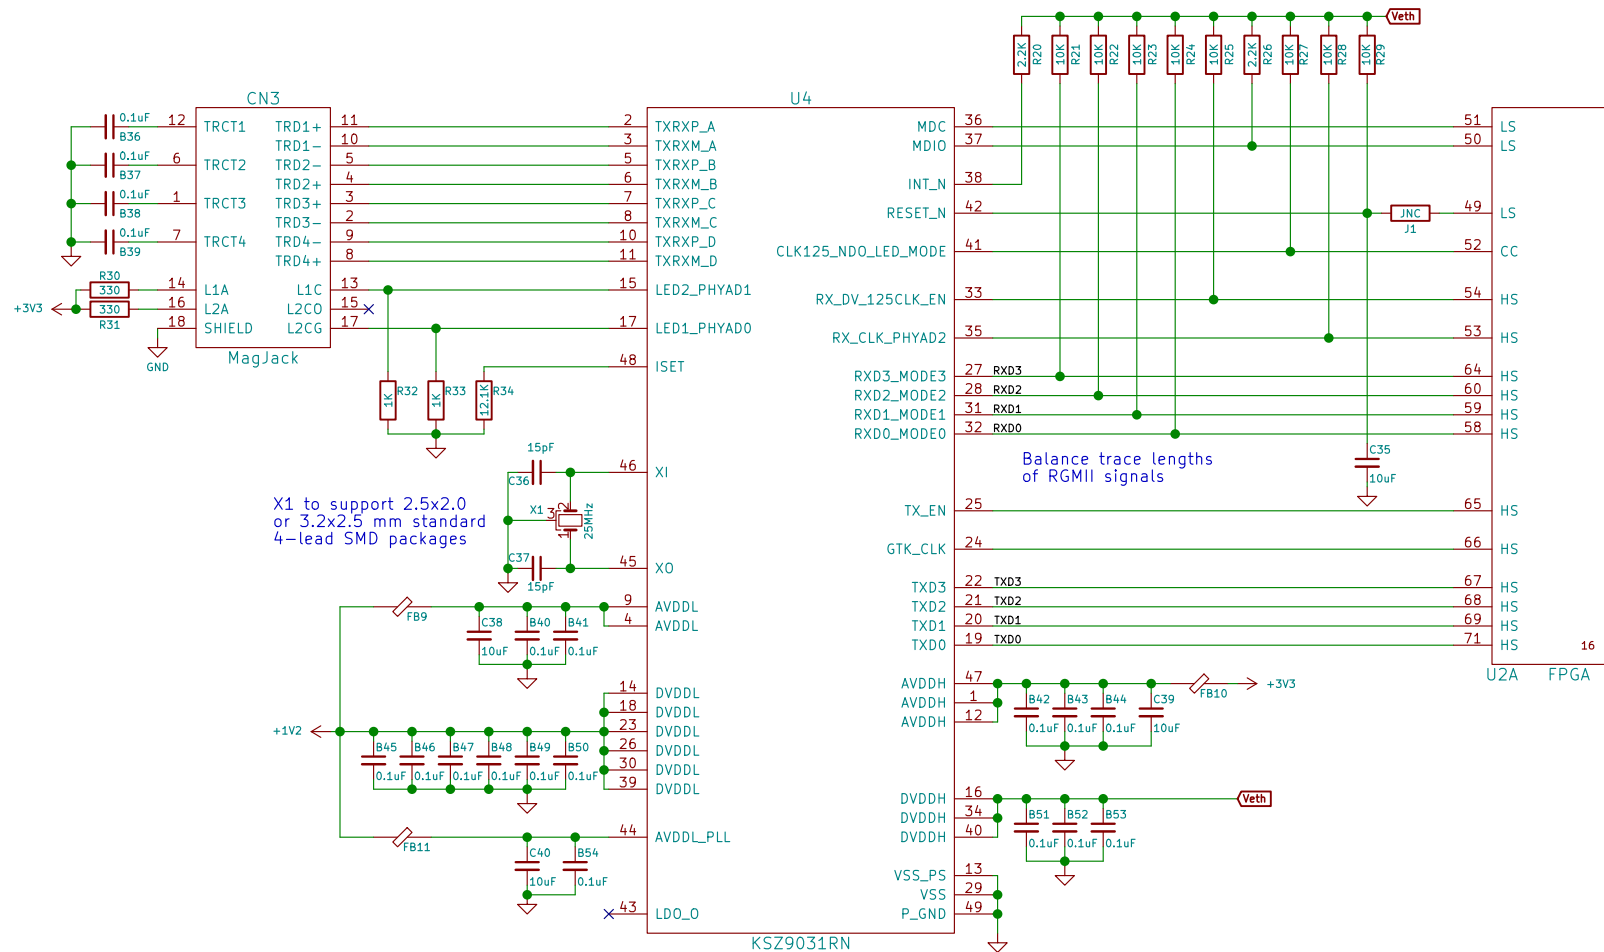 Veth
2.2K R20
10K R21
10K R22
10K R23
10K R24
10K R25
2.2K R26
10K R27
10K R28
10K R29
CN3
0.1uF
B36
0.1uF
B37
0.1uF
B38
0.1uF
B39
12 TRCT1 TRD1+ 11
TRD1- 10
6 TRCT2 TRD2- 5
TRD2+ 4
1 TRCT3 TRD3+ 3
TRD3- 2
7 TRCT4 TRD4- 9
TRD4+ 8
14 L1A L1C 13
16 L2A L2CO 15
18 SHIELD L2CG 17
MagJack
R30
330
330
R31
+3V3
GND
1K R32
1K R33
12.1K R34
U4
2 TXRXP_A
3 TXRXM_A
5 TXRXP_B
6 TXRXM_B
7 TXRXP_C
8 TXRXM_C
10 TXRXP_D
11 TXRXM_D
15 LED2_PHYAD1
17 LED1_PHYAD0
48 ISET
46 XI
45 XO
9 AVDDL
4 AVDDL
14 DVDDL
18 DVDDL
23 DVDDL
26 DVDDL
30 DVDDL
39 DVDDL
44 AVDDL_PLL
43 LDO_O
KSZ9031RN
MDC 36
MDIO 37
INT_N 38
RESET_N 42
CLK125_NDO_LED_MODE 41
RX_DV_125CLK_EN 33
RX_CLK_PHYAD2 35
RXD3_MODE3 27 RXD3
RXD2_MODE2 28 RXD2
RXD1_MODE1 31 RXD1
RXD0_MODE0 32 RXD0
TX_EN 25
GTK_CLK 24
TXD3 22 TXD3
TXD2 21 TXD2
TXD1 20 TXD1
TXD0 19 TXD0
AVDDH 47
AVDDH 1
AVDDH 12
DVDDH 16
DVDDH 34
DVDDH 40
VSS_PS 13
VSS 29
P_GND 49
15pF
C36
X1
2
3
1
25MHz
C37
15pF
X1 to support 2.5x2.0
or 3.2x2.5 mm standard
4-lead SMD packages
FB9
C38
10uF
B40
0.1uF
B41
0.1uF
+1V2
B45
0.1uF
B46
0.1uF
B47
0.1uF
B48
0.1uF
B49
0.1uF
B50
0.1uF
FB11
C40
10uF
B54
0.1uF
Balance trace lengths
of RGMII signals
C35
10uF
JNC
J1
51 LS
50 LS
49 LS
52 CC
54 HS
53 HS
64 HS
60 HS
59 HS
58 HS
65 HS
66 HS
67 HS
68 HS
69 HS
71 HS
16
U2A FPGA
B42
0.1uF
B43
0.1uF
B44
0.1uF
C39
10uF
FB10
+3V3
B51
0.1uF
B52
0.1uF
B53
0.1uF
Veth